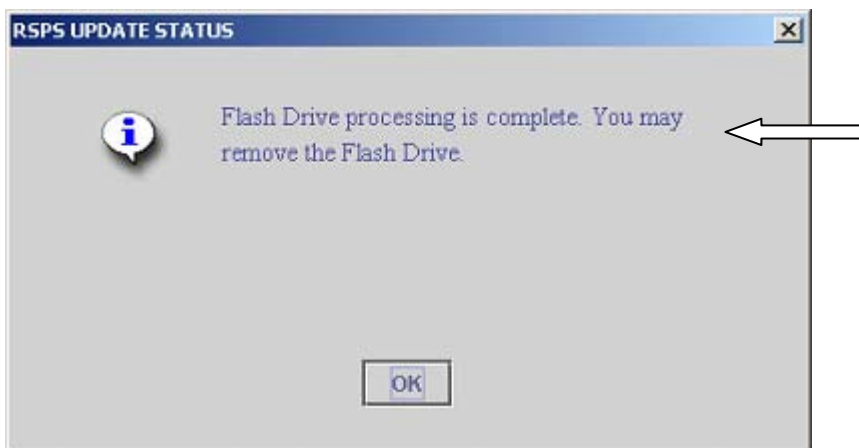 RSPS UPDATE STATUS
Flash Drive processing is complete. You may
remove the Flash Drive.
OK